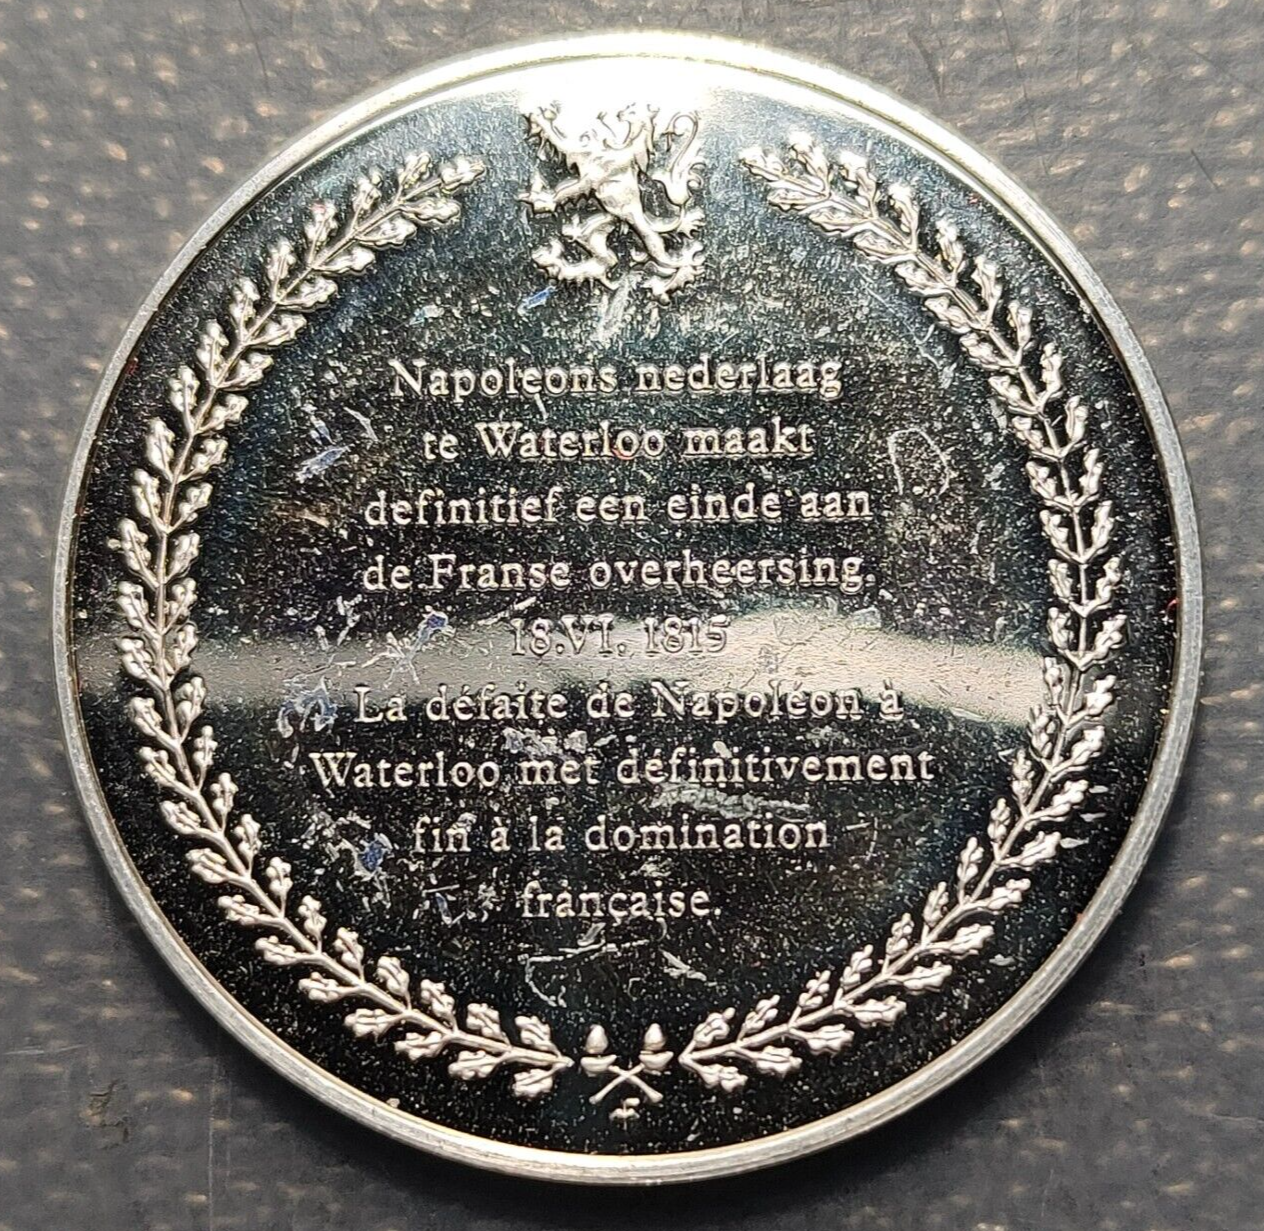 Napoleons nederlaag
te Waterloo maakt
definitief een einde aan
de Franse overheersing.
18.VI. 1815
La défaite de Napoléon à
Waterloo met définitivement
fin à la domination
française.